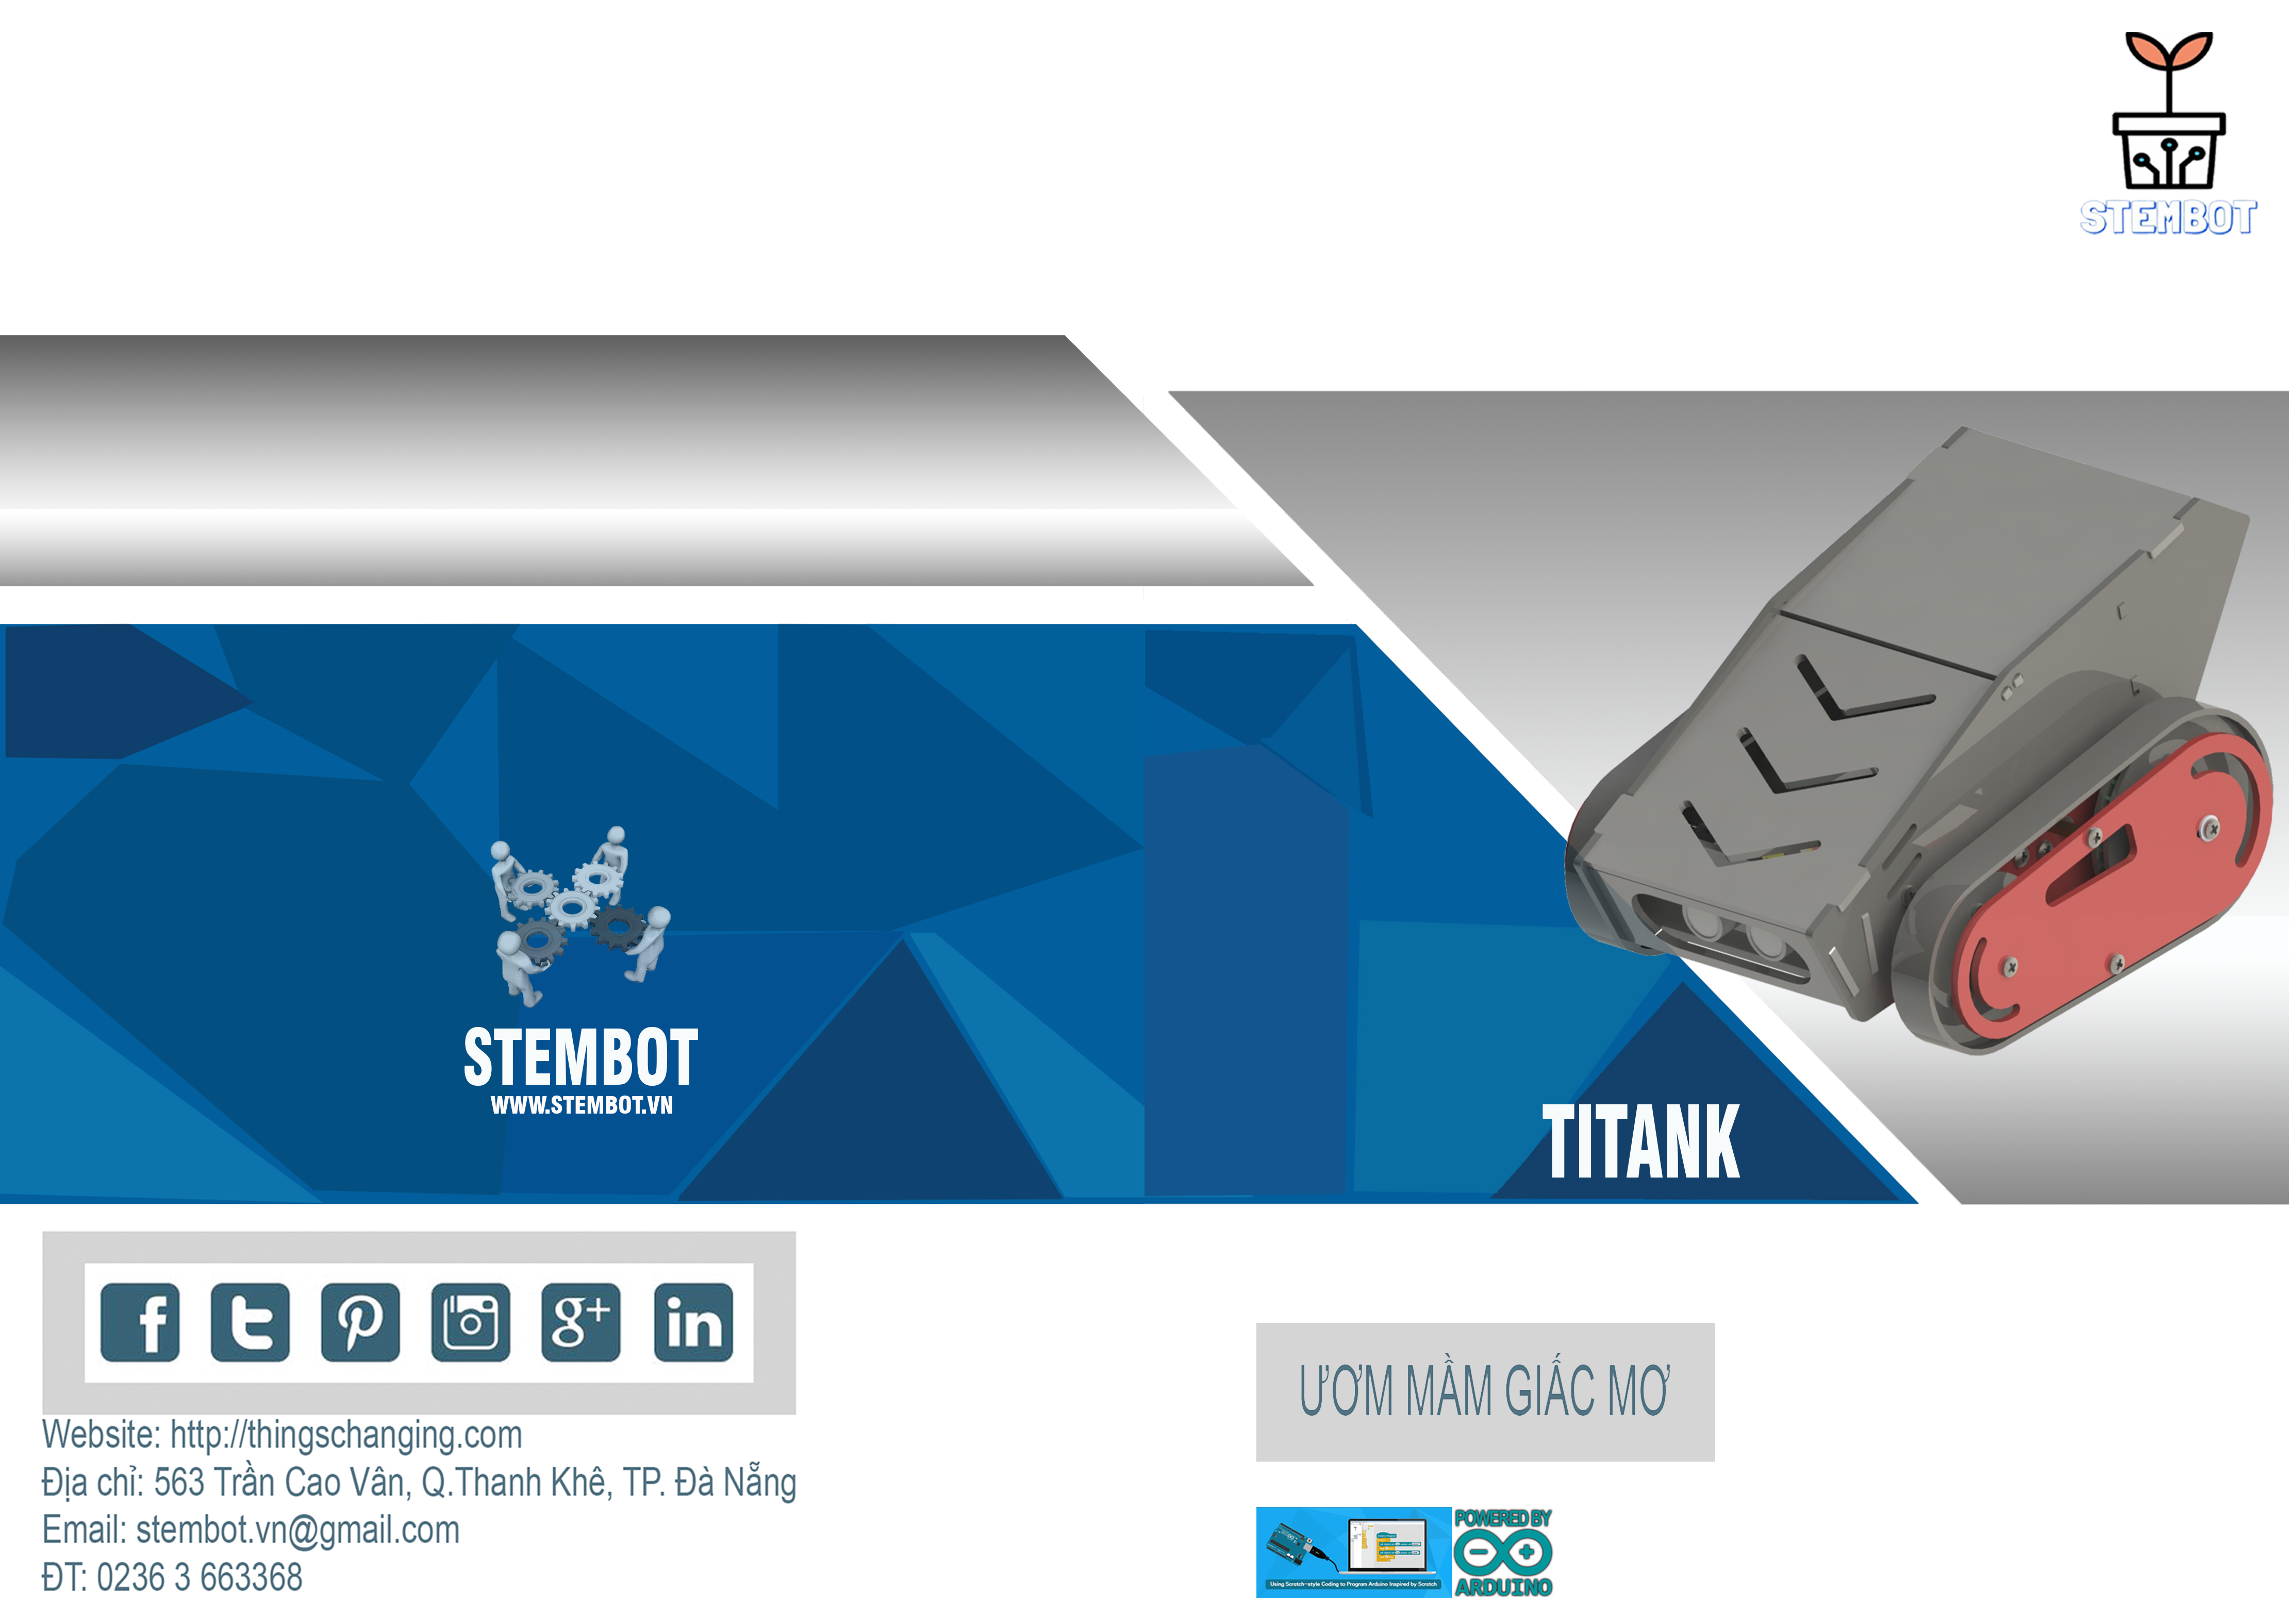 STEMBOT
STEMBOT
WWW.STEMBOT.VN
TITANK
Website: http://thingschanging.com
Địa chỉ: 563 Trần Cao Vân, Q.Thanh Khê, TP. Đà Nẵng
Email: stembot.vn@gmail.com
ĐT: 0236 3 663368
ƯƠM MẦM GIẤC MƠ
Using Scratch-style Coding to Program Arduino Inspired by Scratch
POWERED BY
ARDUINO